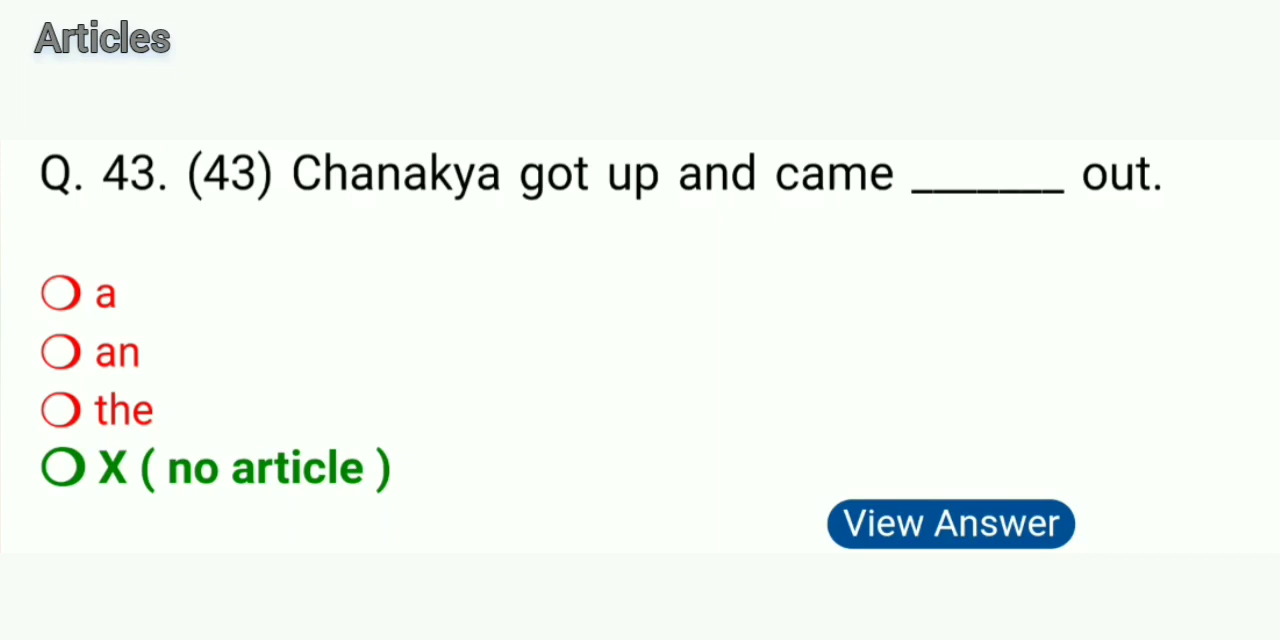 Articles
Q. 43. (43) Chanakya got up and came _______ out.
a
an
the
X ( no article )
View Answer